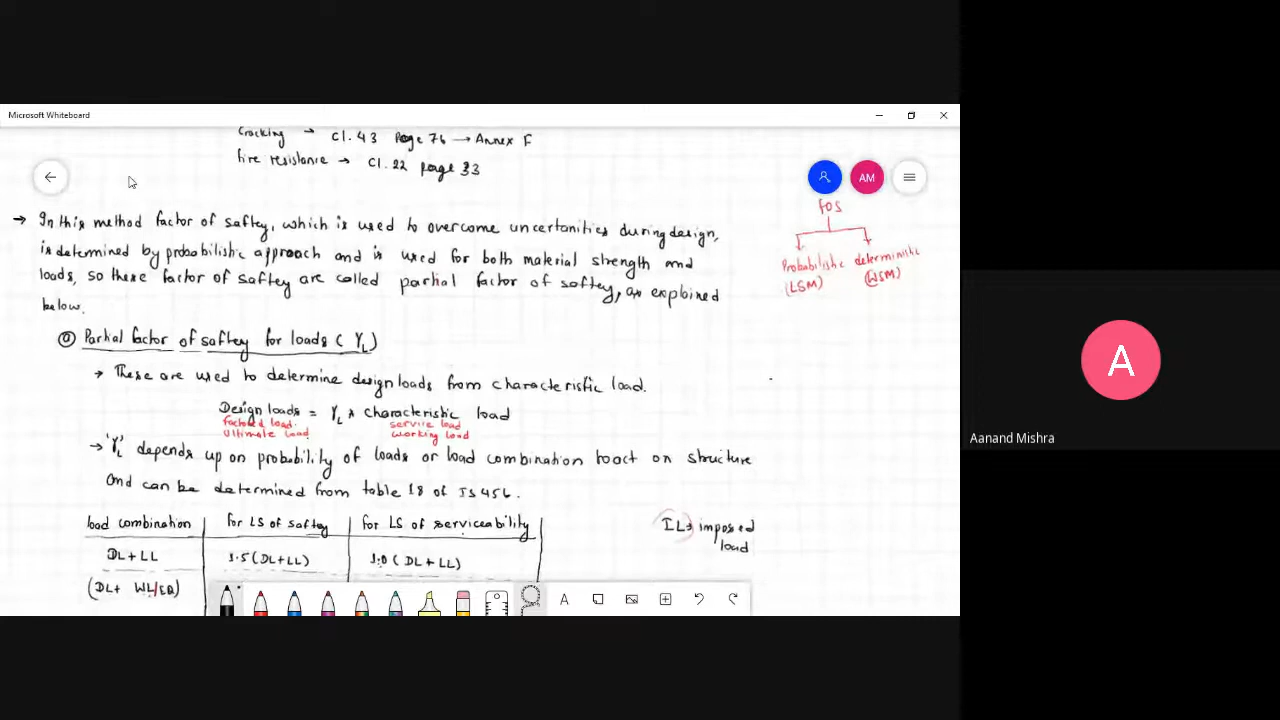 Microsoft Whiteboard
Cracking → Cl. 43 Page 76 → Annex F
Fire resistance → Cl. 22 page 33
AM
→ In this method factor of saftey, which is used to overcome uncertanities during design,
is determined by probabilistic approach and is used for both material strength and
loads, so these factor of saftey are called partial factor of saftey, as explained
below.
FOS
Probabilistic deterministic
(LSM) (WSM)
ⓐ Partial factor of saftey for loads ( γL)
→ These are used to determine design loads from characteristic load.
Design loads = γL × characteristic load
factored load. service load
Ultimate load working load
→ 'γL' depends up on probability of loads or load combination to act on structure
and can be determined from table 18 of IS 456.
load combination for LS of saftey for LS of serviceability
DL + LL 1.5 (DL+LL) 1.0 ( DL + LL)
(DL+ WL/EQ)
IL → imposed
load
A
Aanand Mishra